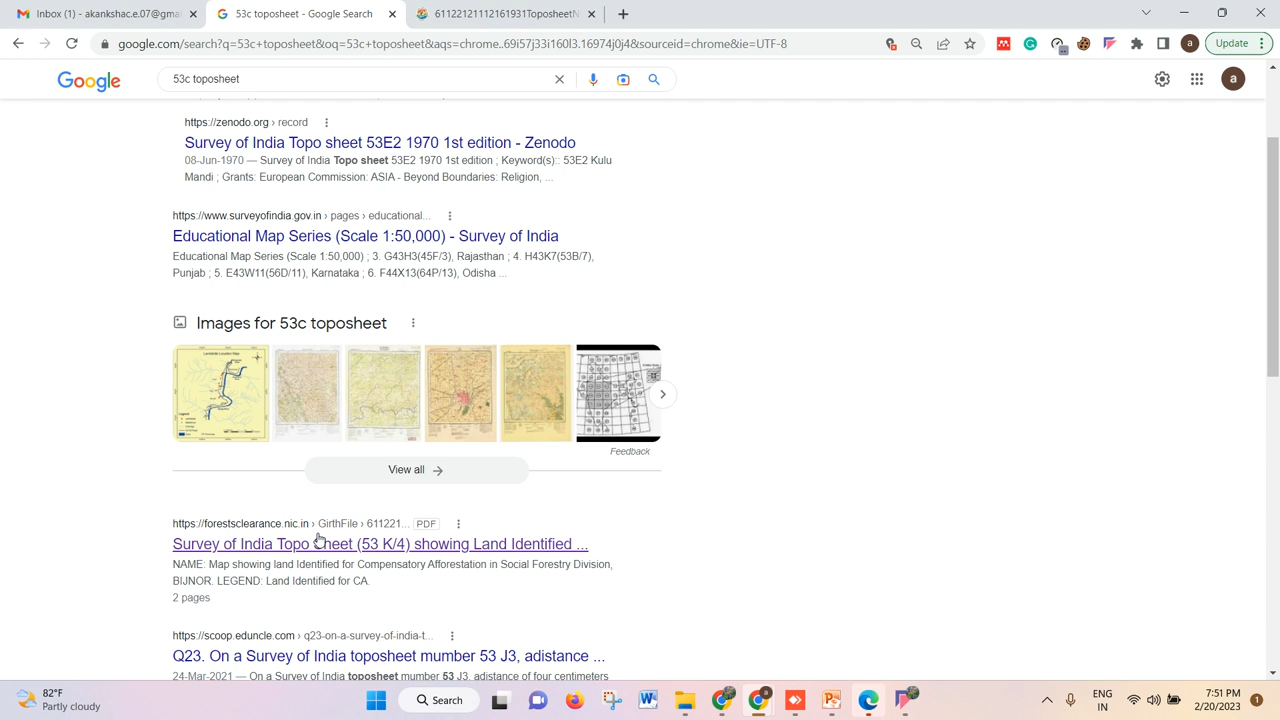 Inbox (1) - akankshac.e.07@gmai
53c toposheet - Google Search
61122121112161931ToposheetN
google.com/search?q=53c+toposheet&oq=53c+toposheet+&aqs=chrome..69i57j33i160l3.16974j0j4&sourceid=chrome&ie=UTF-8
a
Update
Google
53c toposheet
a
https://zenodo.org › record
Survey of India Topo sheet 53E2 1970 1st edition - Zenodo
08-Jun-1970 — Survey of India Topo sheet 53E2 1970 1st edition ; Keyword(s):: 53E2 Kulu
Mandi ; Grants: European Commission: ASIA - Beyond Boundaries: Religion, ...
https://www.surveyofindia.gov.in › pages › educational...
Educational Map Series (Scale 1:50,000) - Survey of India
Educational Map Series (Scale 1:50,000) ; 3. G43H3(45F/3), Rajasthan ; 4. H43K7(53B/7),
Punjab ; 5. E43W11(56D/11), Karnataka ; 6. F44X13(64P/13), Odisha ...
Images for 53c toposheet
Feedback
View all
https://forestsclearance.nic.in › GirthFile › 611221... PDF
Survey of India Topo Sheet (53 K/4) showing Land Identified ...
NAME: Map showing land Identified for Compensatory Afforestation in Social Forestry Division,
BIJNOR. LEGEND: Land Identified for CA.
2 pages
https://scoop.eduncle.com › q23-on-a-survey-of-india-t...
Q23. On a Survey of India toposheet mumber 53 J3, adistance ...
24-Mar-2021 — On a Survey of India toposheet mumber 53 J3, adistance of four centimeters
82°F
Partly cloudy
Search
ENG
IN
7:51 PM
2/20/2023
1